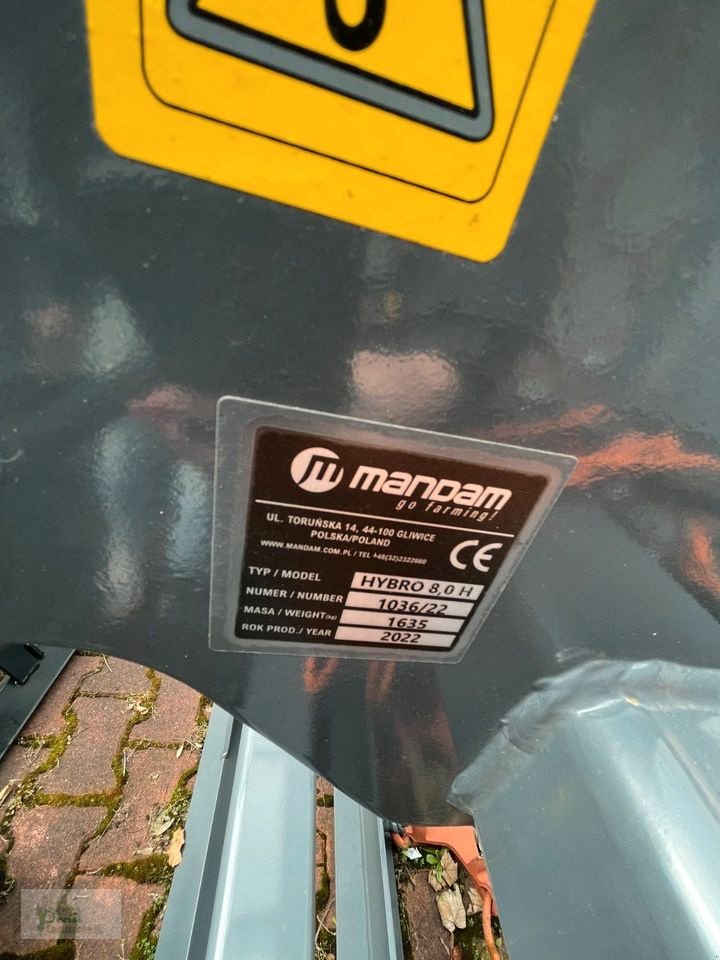 MANDAM
go farming!
UL. TORUŃSKA 14, 44-100 GLIWICE
POLSKA/POLAND
WWW.MANDAM.COM.PL / TEL +48(32)2322660
CE
TYP / MODEL HYBRO 8,0 H
NUMER / NUMBER 1036/22
MASA / WEIGHT(kg) 1635
ROK PROD./ YEAR 2022